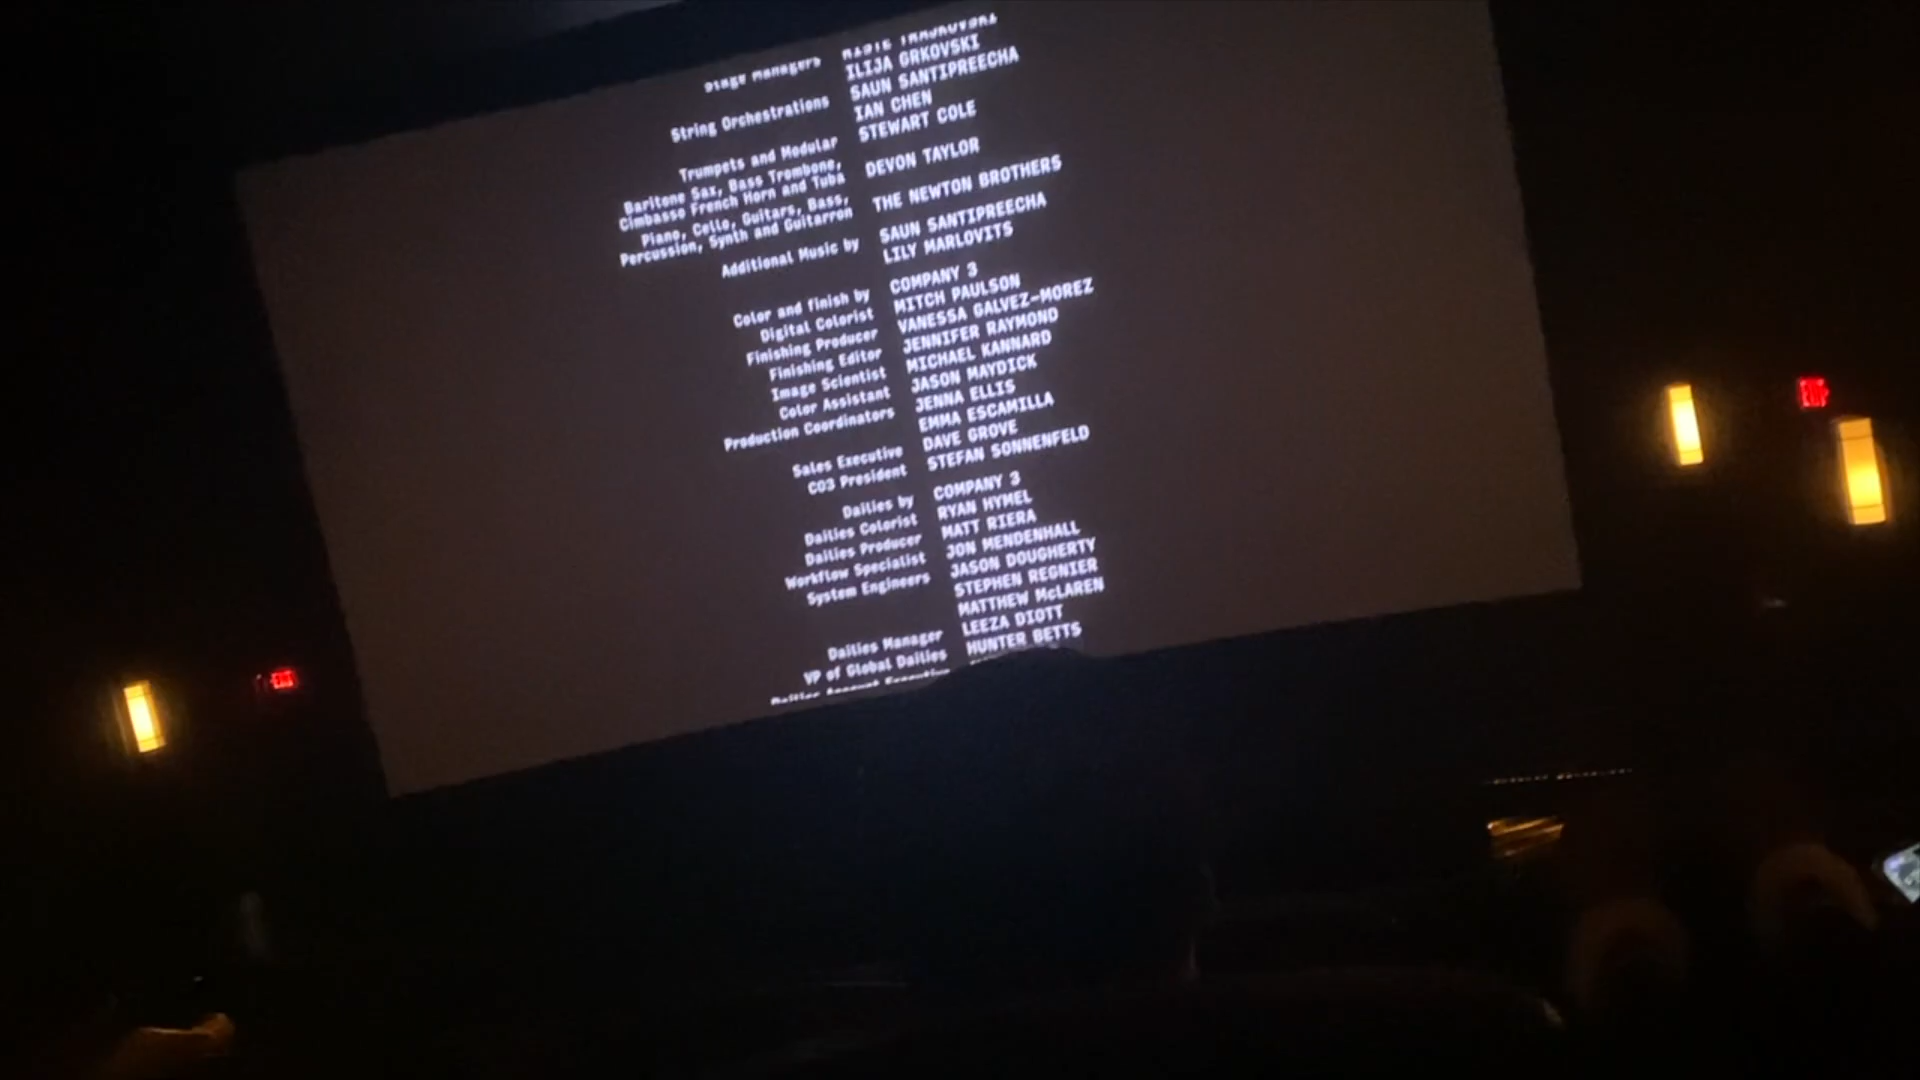 Stage Managers
ILIJA GRKOVSKI
String Orchestrations SAUN SANTIPREECHA
IAN CHEN
Trumpets and Modular STEWART COLE
Baritone Sax, Bass Trombone,
Cimbasso French Horn and Tuba DEVON TAYLOR
Piano, Cello, Guitars, Bass,
Percussion, Synth and Guitarron THE NEWTON BROTHERS
Additional Music by SAUN SANTIPREECHA
LILY MARLOVITS
Color and finish by COMPANY 3
Digital Colorist MITCH PAULSON
Finishing Producer VANESSA GALVEZ-MOREZ
Finishing Editor JENNIFER RAYMOND
Image Scientist MICHAEL KANNARD
Color Assistant JASON MAYDICK
Production Coordinators JENNA ELLIS
EMMA ESCAMILLA
Sales Executive DAVE GROVE
CO3 President STEFAN SONNENFELD
Dailies by COMPANY 3
Dailies Colorist RYAN HYMEL
Dailies Producer MATT RIERA
Workflow Specialist JON MENDENHALL
System Engineers JASON DOUGHERTY
STEPHEN REGNIER
MATTHEW McLAREN
Dailies Manager LEEZA DIOTT
VP of Global Dailies HUNTER BETTS
Dailies Account Executive